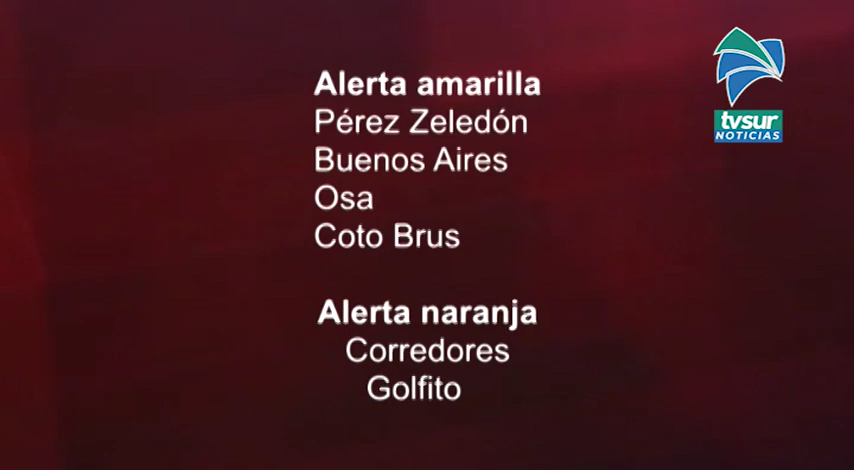 Alerta amarilla
Pérez Zeledón
Buenos Aires
Osa
Coto Brus
Alerta naranja
Corredores
Golfito
tvsur
NOTICIAS